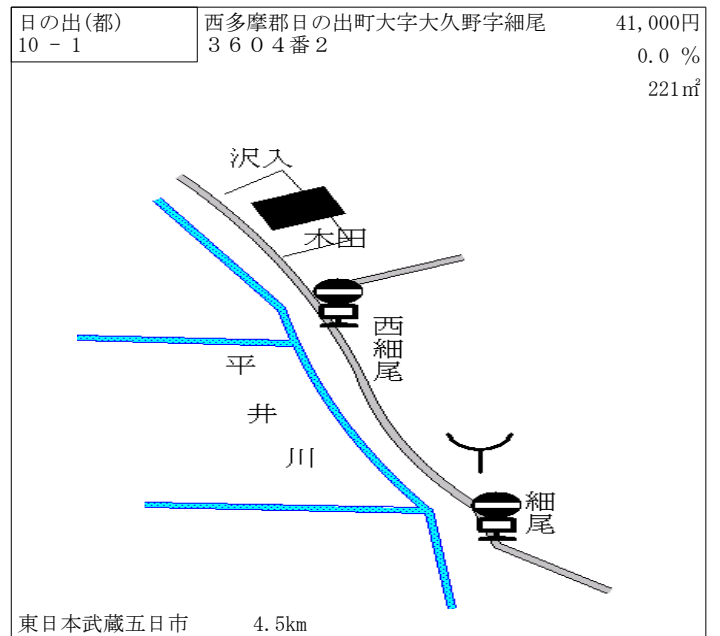 日の出(都)
10 - 1
西多摩郡日の出町大字大久野字細尾
３６０４番２
41,000円
0.0 %
221㎡
沢入
木田
西細尾
平井川
細尾
東日本武蔵五日市 4.5km